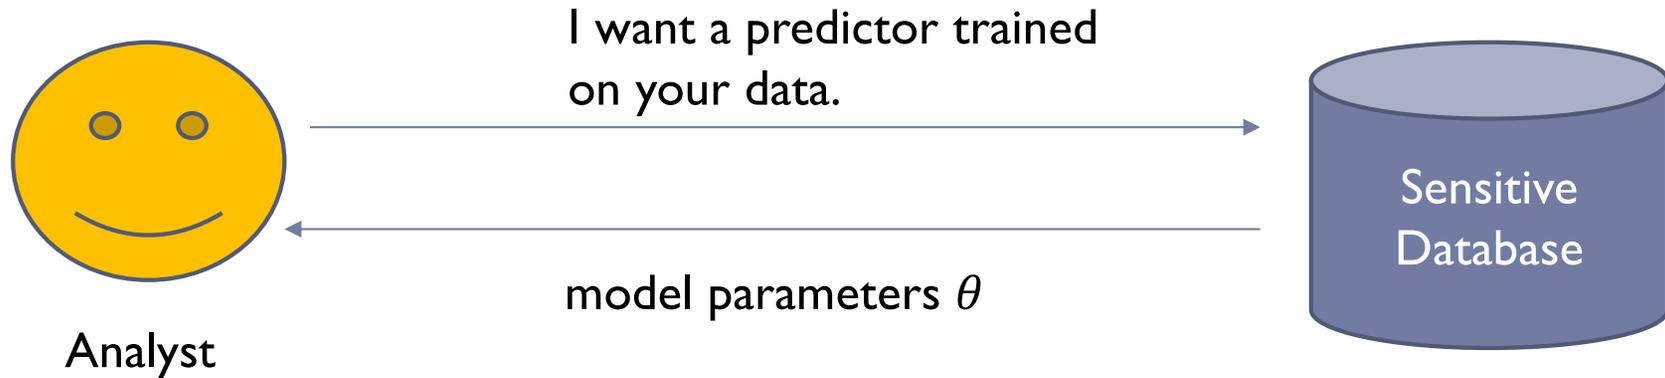 I want a predictor trained
on your data.
Sensitive
Database
model parameters θ
Analyst